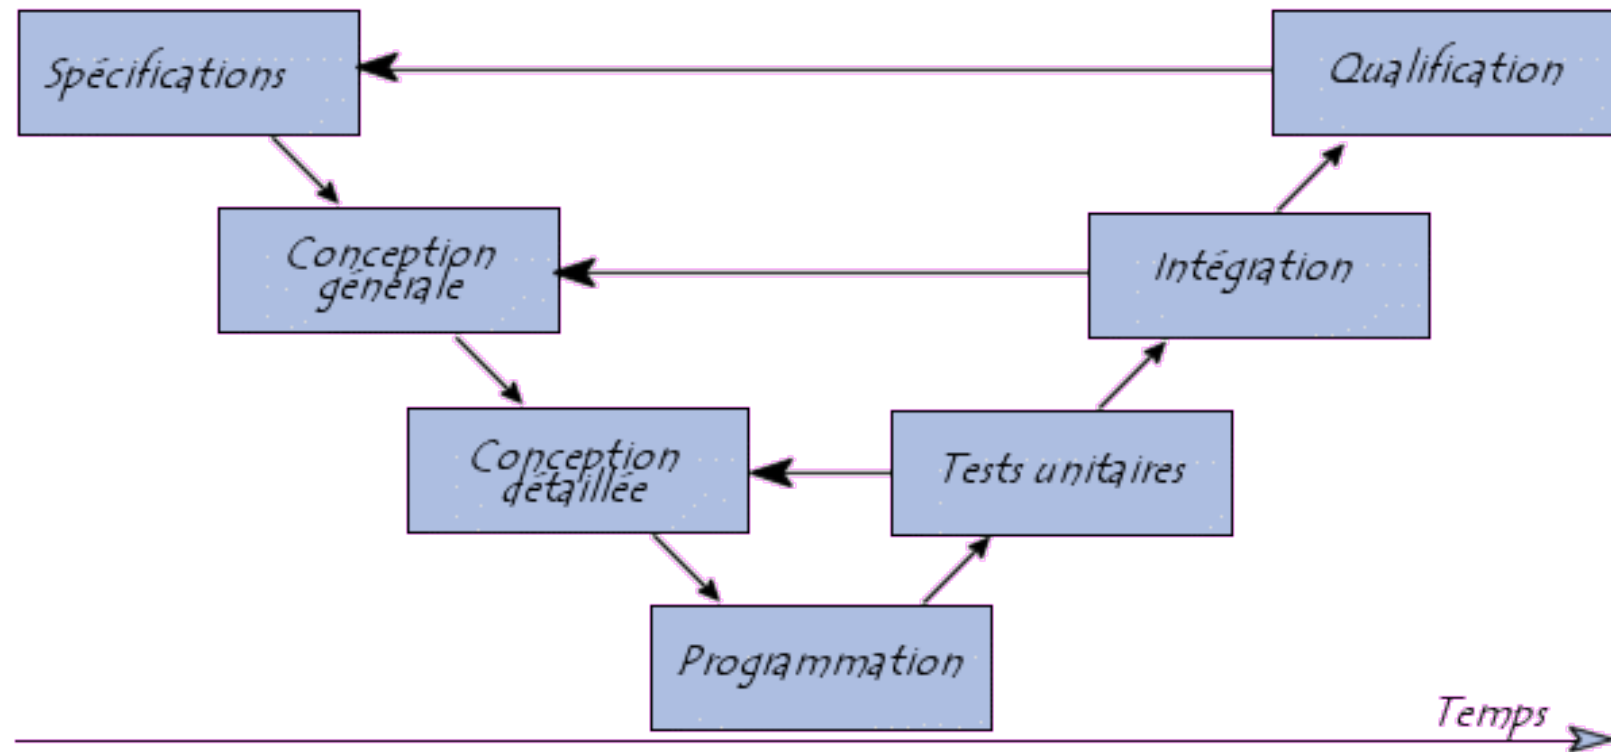 Spécifications
Qualification
Conception
générale
Intégration
Conception
détaillée
Tests unitaires
Programmation
Temps